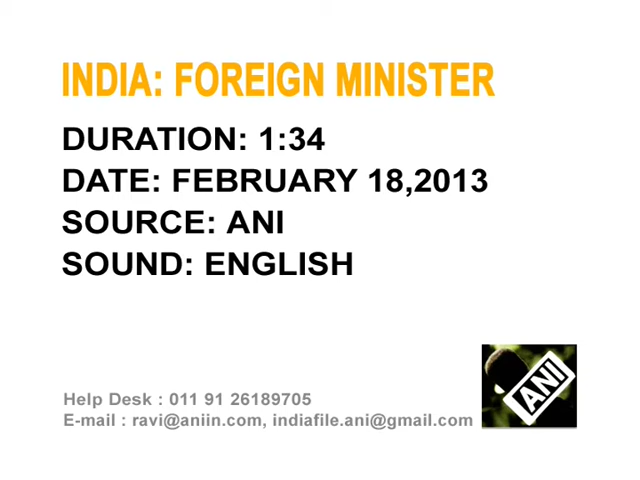 INDIA: FOREIGN MINISTER
DURATION: 1:34
DATE: FEBRUARY 18,2013
SOURCE: ANI
SOUND: ENGLISH
ANI
Help Desk : 011 91 26189705
E-mail : ravi@aniin.com, indiafile.ani@gmail.com